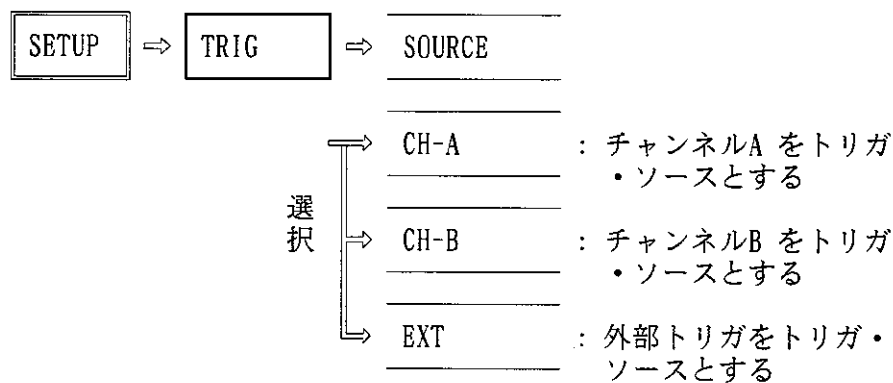 SETUP ⇨ TRIG ⇨ SOURCE
CH-A : チャンネルA をトリガ
・ソースとする
選択
CH-B : チャンネルB をトリガ
・ソースとする
EXT : 外部トリガをトリガ・
ソースとする